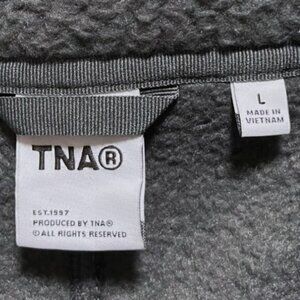 TNA®
EST.1997
PRODUCED BY TNA®
©ALL RIGHTS RESERVED
L
MADE IN
VIETNAM